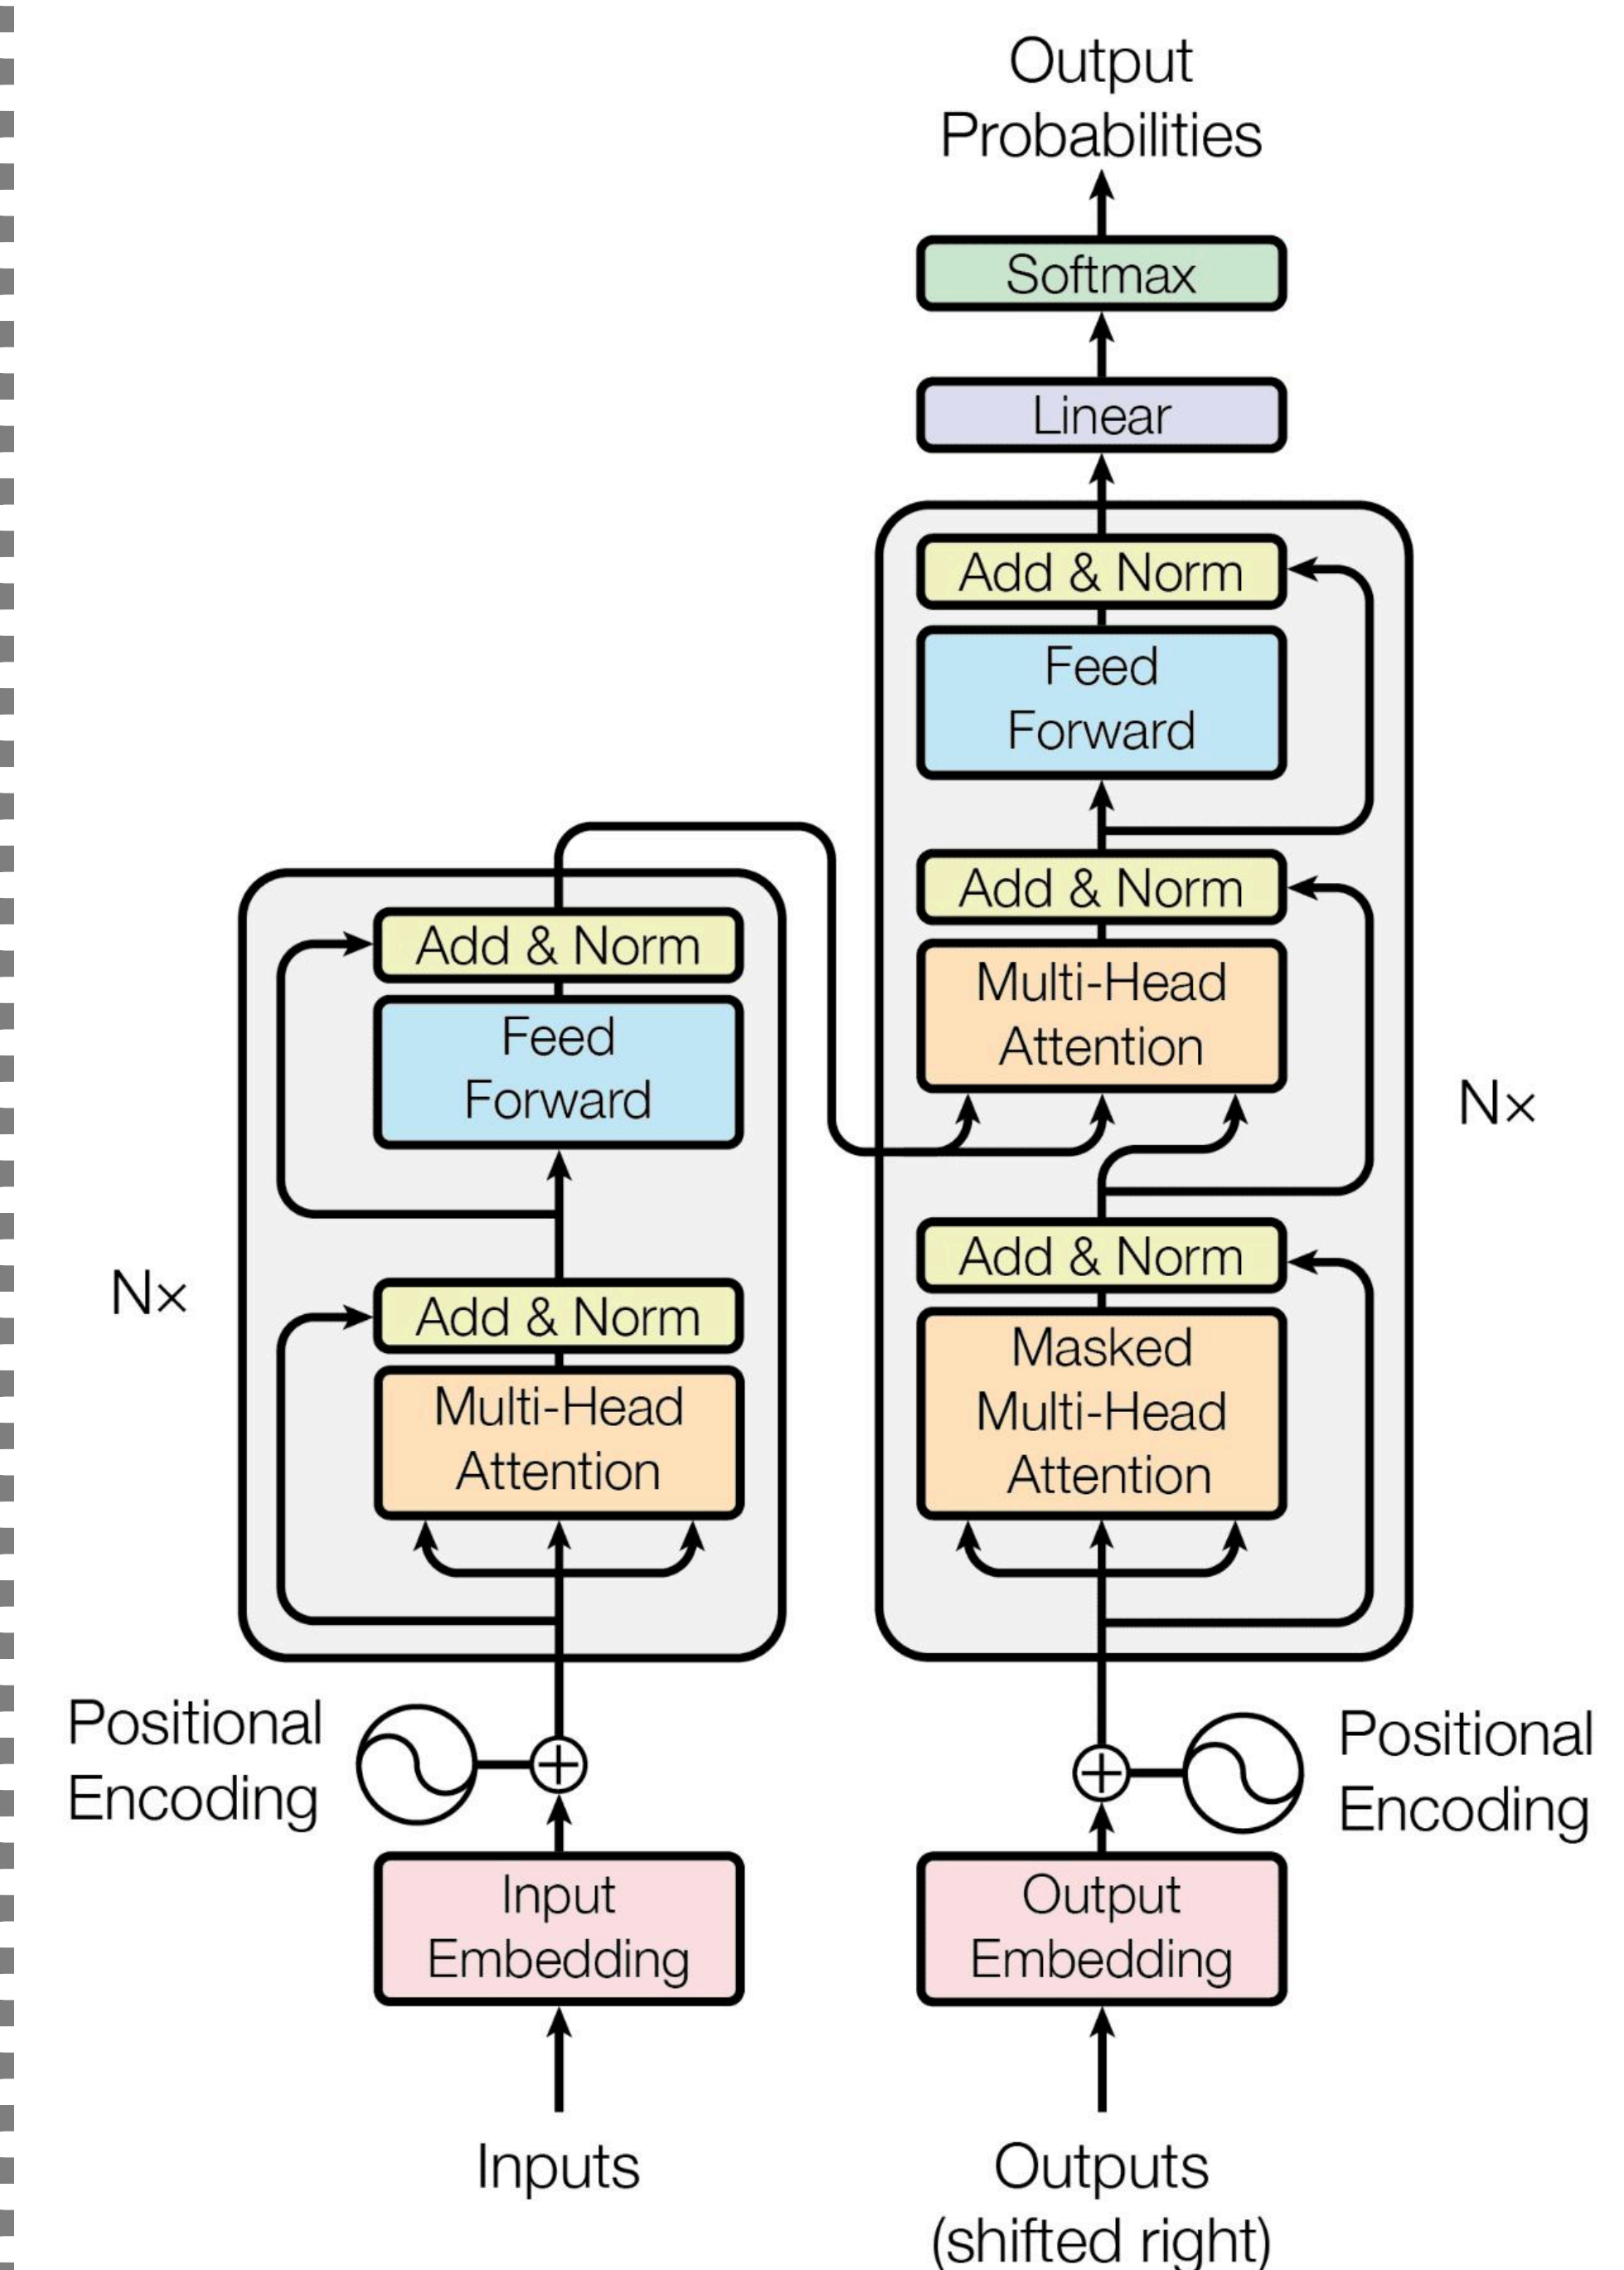 Output
Probabilities
Softmax
Linear
Add & Norm
Feed
Forward
Add & Norm
Multi-Head
Attention
Nx
Add & Norm
Masked
Multi-Head
Attention
Add & Norm
Feed
Forward
Nx
Add & Norm
Multi-Head
Attention
Positional
Encoding
Positional
Encoding
Input
Embedding
Output
Embedding
Inputs
Outputs
(shifted right)